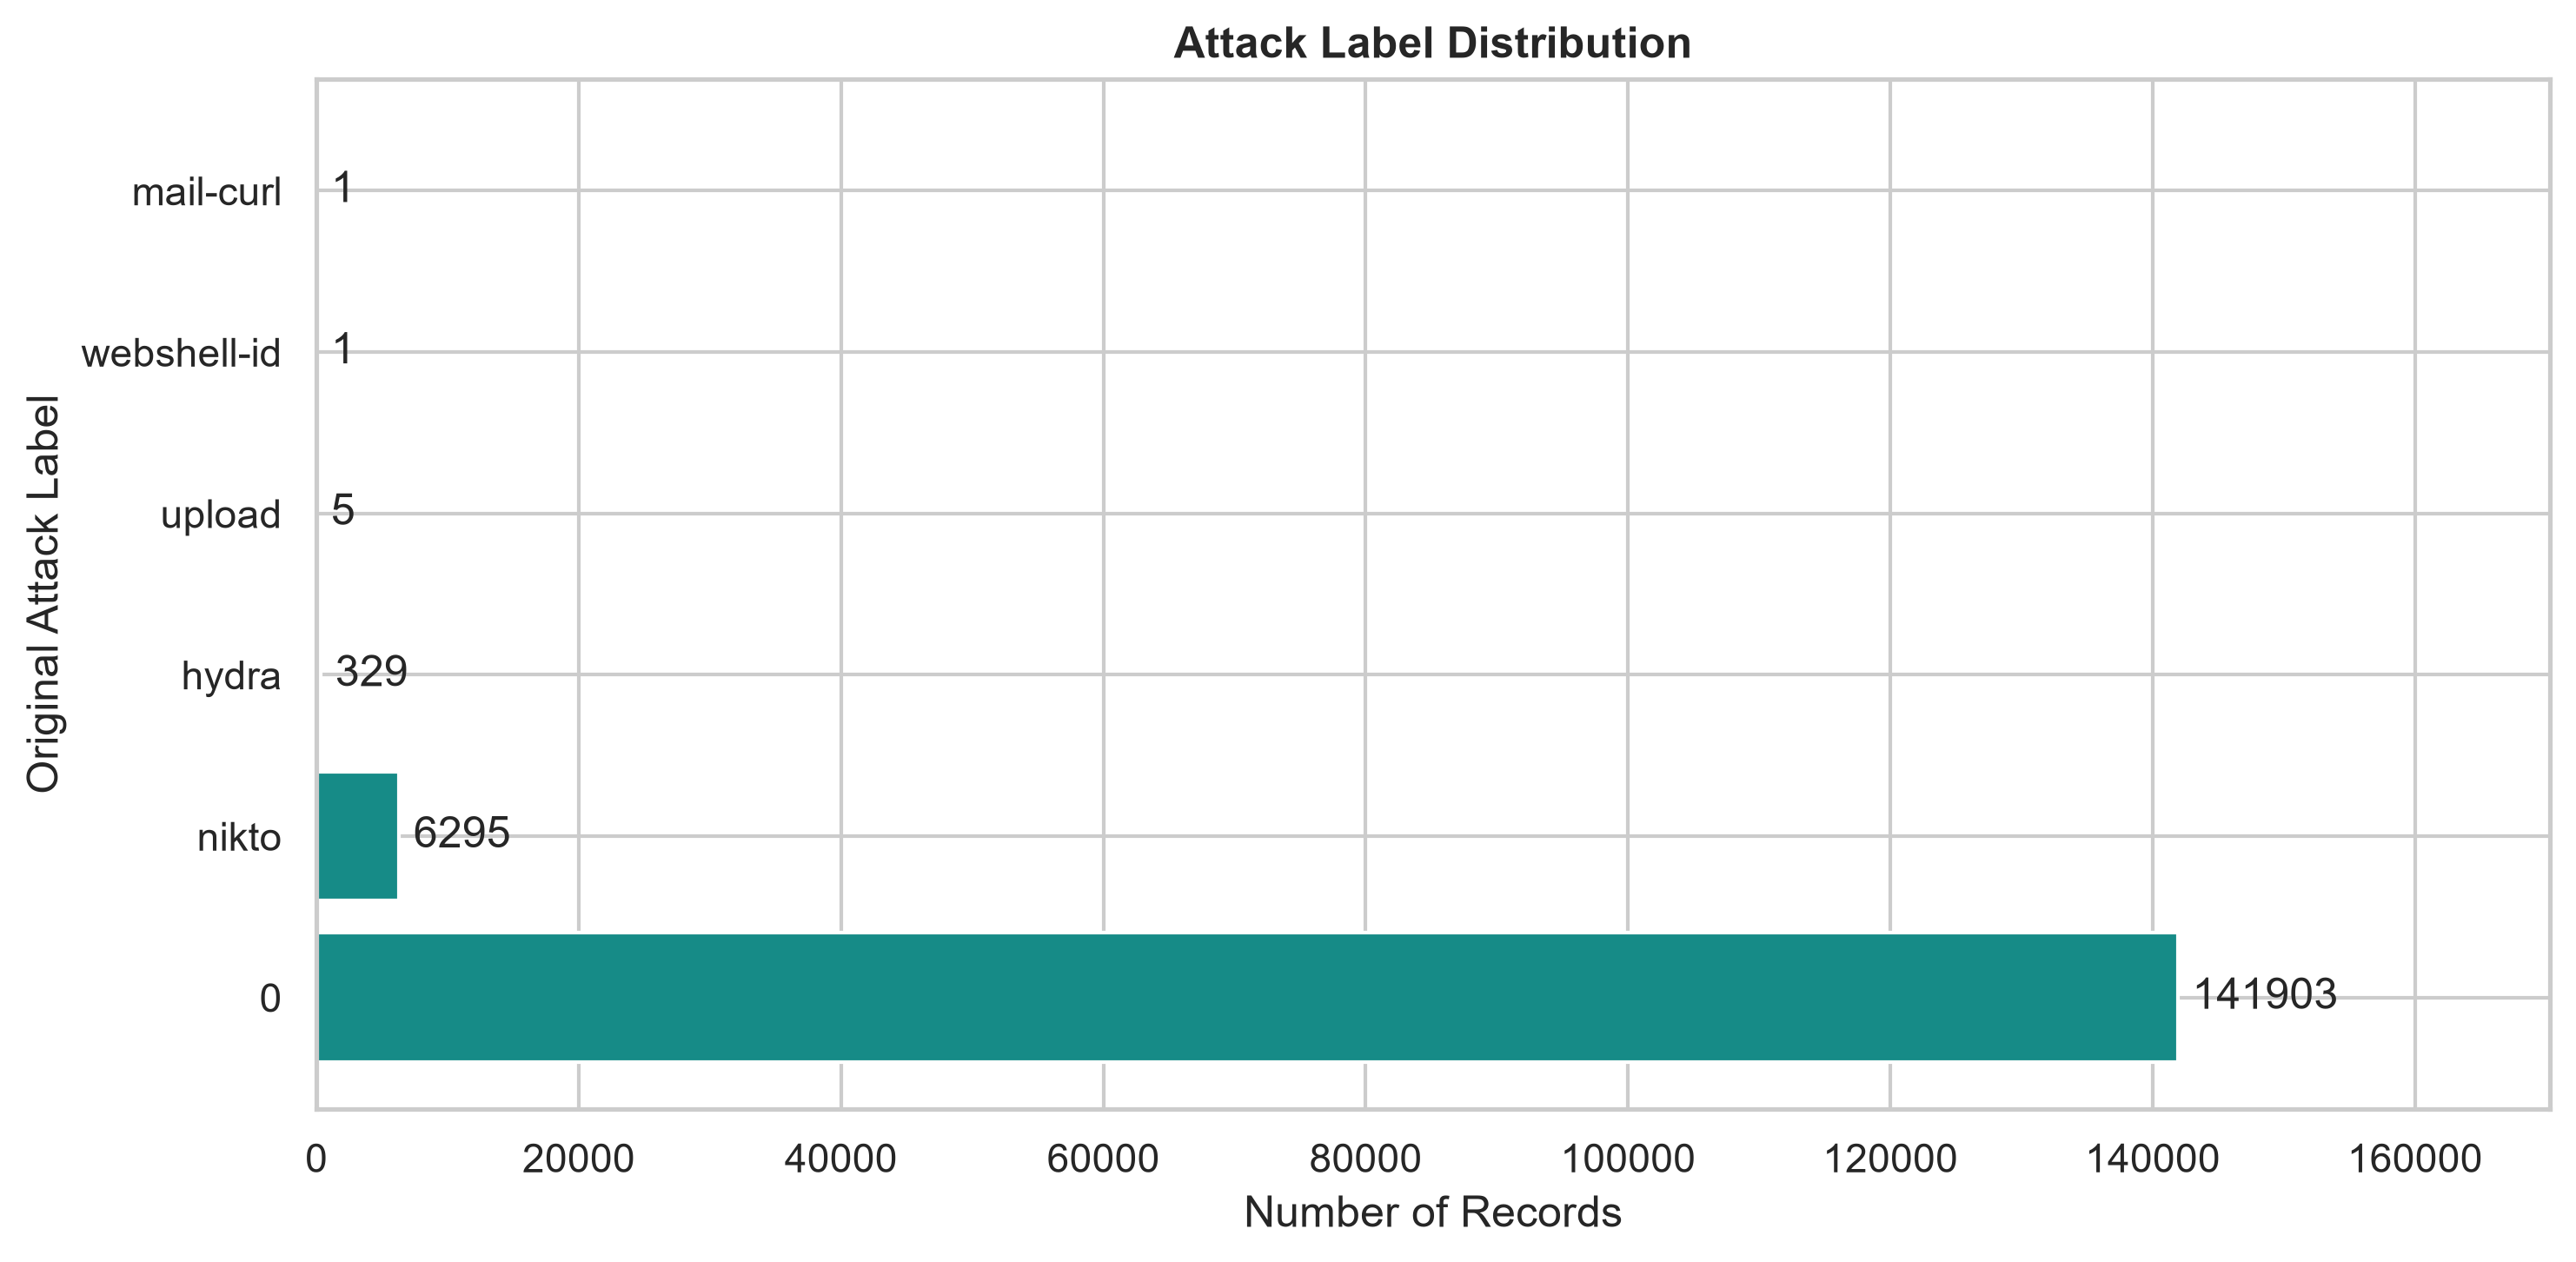 Attack Label Distribution
Original Attack Label
mail-curl 1
webshell-id 1
upload 5
hydra 329
nikto 6295
0 141903
0 20000 40000 60000 80000 100000 120000 140000 160000
Number of Records